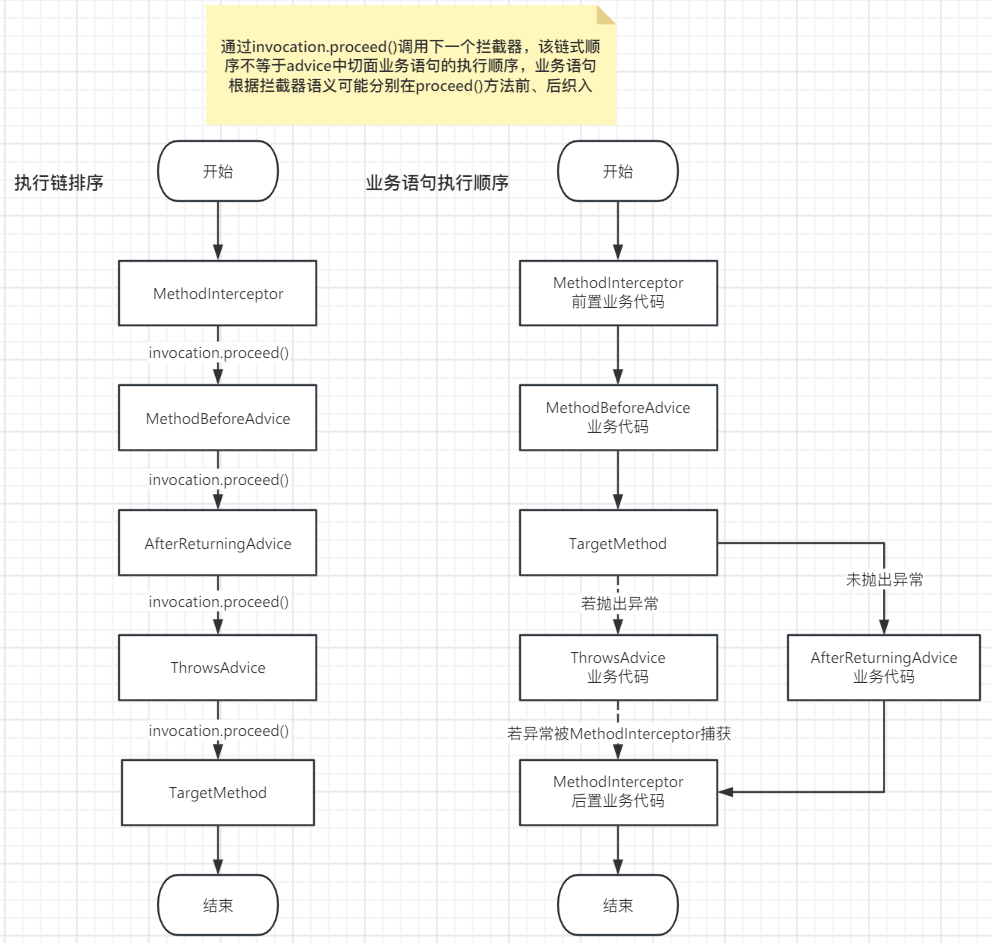 通过invocation.proceed()调用下一个拦截器，该链式顺
序不等于advice中切面业务语句的执行顺序，业务语句
根据拦截器语义可能分别在proceed()方法前、后织入
执行链排序
开始
MethodInterceptor
invocation.proceed()
MethodBeforeAdvice
invocation.proceed()
AfterReturningAdvice
invocation.proceed()
ThrowsAdvice
invocation.proceed()
TargetMethod
结束
业务语句执行顺序
开始
MethodInterceptor
前置业务代码
MethodBeforeAdvice
业务代码
TargetMethod
若抛出异常
未抛出异常
ThrowsAdvice
业务代码
AfterReturningAdvice
业务代码
若异常被MethodInterceptor捕获
MethodInterceptor
后置业务代码
结束